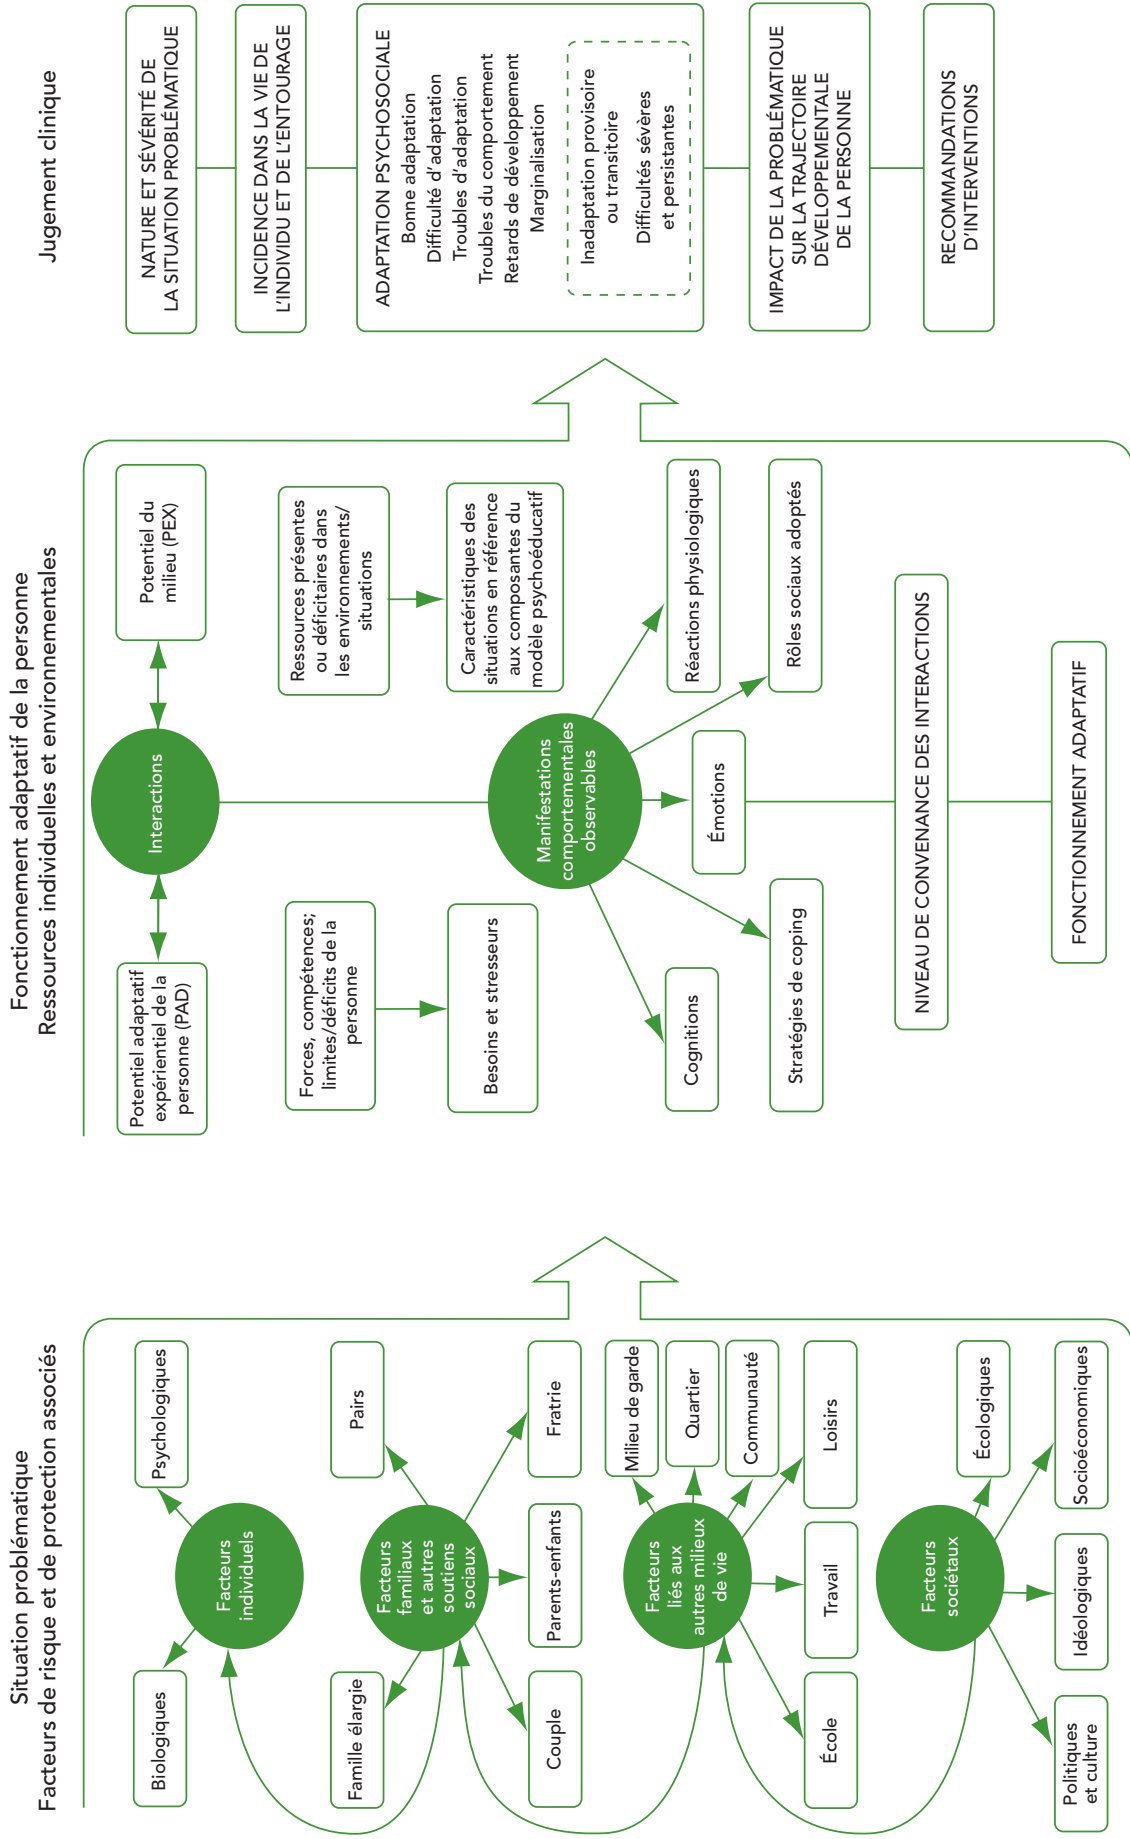 Situation problématique
Facteurs de risque et de protection associés
Biologiques
Psychologiques
Facteurs
individuels
Famille élargie
Pairs
Facteurs
familiaux
et autres
soutiens
sociaux
Couple
Parents-enfants
Fratrie
Milieu de garde
Quartier
Communauté
Facteurs
liés aux
autres milieux
de vie
École
Travail
Loisirs
Écologiques
Facteurs
sociétaux
Politiques
et culture
Idéologiques
Socioéconomiques
Fonctionnement adaptatif de la personne
Ressources individuelles et environnementales
Potentiel adaptatif
expérientiel de la
personne (PAD)
Interactions
Potentiel du
milieu (PEX)
Forces, compétences;
limites/déficits de la
personne
Ressources présentes
ou déficitaires dans
les environnements/
situations
Besoins et stresseurs
Caractéristiques des
situations en référence
aux composantes du
modèle psychoéducatif
Manifestations
comportementales
observables
Cognitions
Stratégies de coping
Émotions
Réactions physiologiques
Rôles sociaux adoptés
NIVEAU DE CONVENANCE DES INTERACTIONS
FONCTIONNEMENT ADAPTATIF
Jugement clinique
NATURE ET SÉVÉRITÉ DE
LA SITUATION PROBLÉMATIQUE
INCIDENCE DANS LA VIE DE
L'INDIVIDU ET DE L'ENTOURAGE
ADAPTATION PSYCHOSOCIALE
Bonne adaptation
Difficulté d'adaptation
Troubles d'adaptation
Troubles du comportement
Retards de développement
Marginalisation
Inadaptation provisoire
ou transitoire
Difficultés sévères
et persistantes
IMPACT DE LA PROBLÉMATIQUE
SUR LA TRAJECTOIRE
DÉVELOPPEMENTALE
DE LA PERSONNE
RECOMMANDATIONS
D'INTERVENTIONS